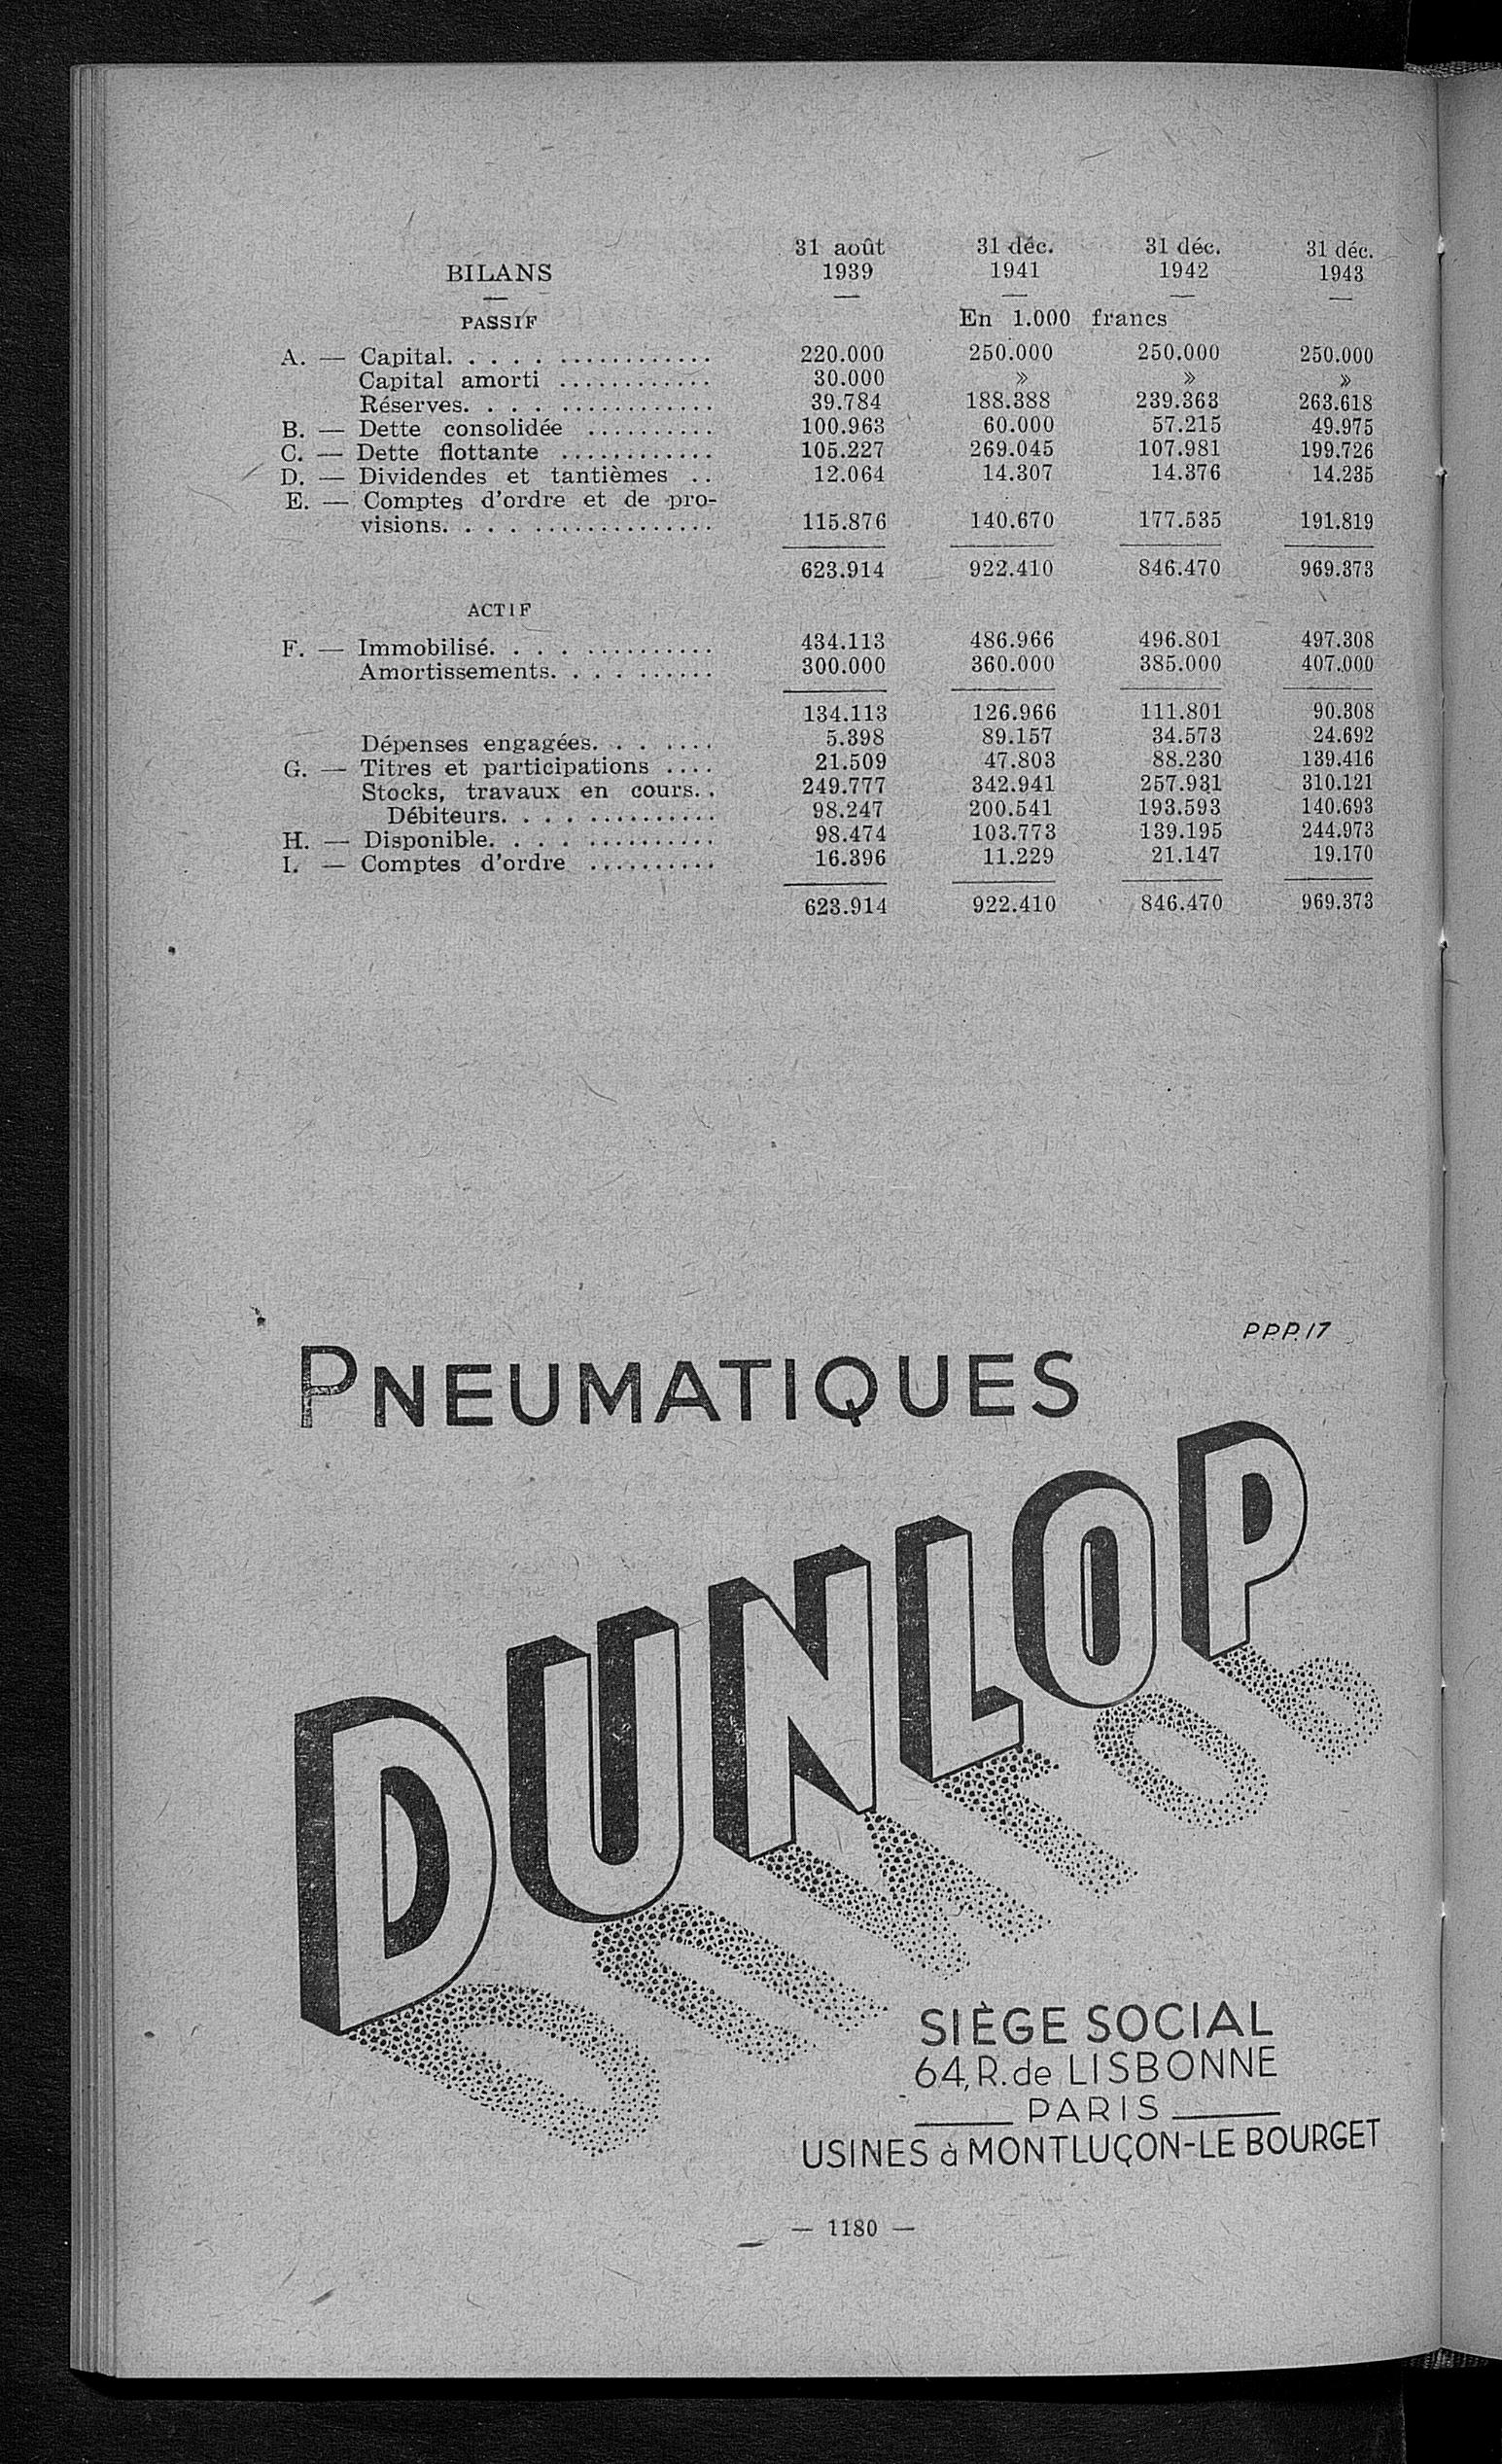 31 août 31 déc. 31 déc. 31 déc.
BILANS 1939 1941 1942 1943
PASSIF En 1.000 francs
A. — Capital. . . . . . . . . . . . . . . . . 220.000 250.000 250.000 250.000
Capital amorti . . . . . . . . . . . . 30.000 » » »
Réserves. . . . . . . . . . . . . . . . . 39.784 188.388 239.363 263.618
B. — Dette consolidée . . . . . . . . . . 100.963 60.000 57.215 49.975
C. — Dette flottante . . . . . . . . . . . . 105.227 269.045 107.981 199.726
D. — Dividendes et tantièmes . . 12.064 14.307 14.376 14.235
E. — Comptes d'ordre et de pro-
visions. . . . . . . . . . . . . . . . . . 115.876 140.670 177.535 191.819
623.914 922.410 846.470 969.373
ACTIF
F. — Immobilisé. . . . . . . . . . . . . . . 434.113 486.966 496.801 497.308
Amortissements. . . . . . . . . . . 300.000 360.000 385.000 407.000
134.113 126.966 111.801 90.308
Dépenses engagées. . . . . . . . 5.398 89.157 34.573 24.692
G. — Titres et participations . . . . 21.509 47.803 88.230 139.416
Stocks, travaux en cours. . 249.777 342.941 257.931 310.121
Débiteurs. . . . . . . . . . . . . . . 98.247 200.541 193.593 140.693
H. — Disponible. . . . . . . . . . . . . . . 98.474 103.773 139.195 244.973
I. — Comptes d'ordre . . . . . . . . . . 16.396 11.229 21.147 19.170
623.914 922.410 846.470 969.373
P.P.P. 17
PNEUMATIQUES
DUNLOP
SIÈGE SOCIAL
64, R. de LISBONNE
PARIS
USINES à MONTLUÇON-LE BOURGET
— 1180 —